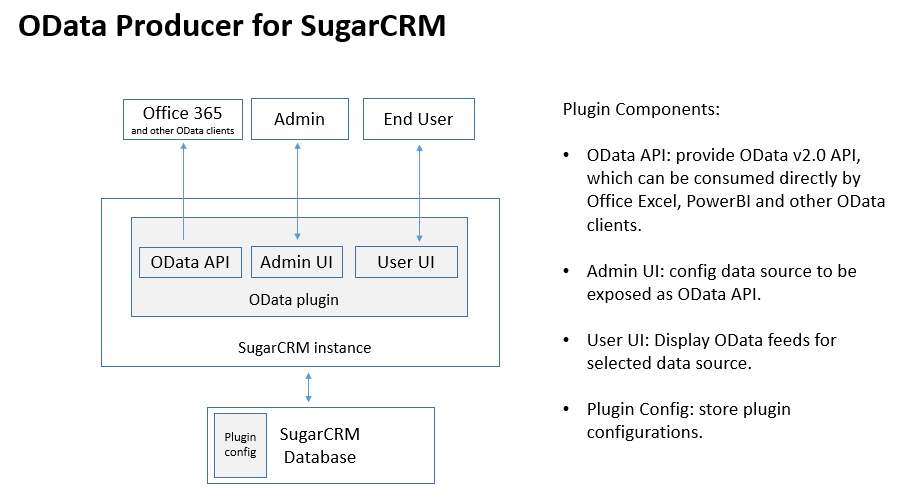 OData Producer for SugarCRM
Office 365
and other OData clients
Admin
End User
OData API
Admin UI
User UI
OData plugin
SugarCRM instance
Plugin
config
SugarCRM
Database
Plugin Components:
• OData API: provide OData v2.0 API,
which can be consumed directly by
Office Excel, PowerBI and other OData
clients.
• Admin UI: config data source to be
exposed as OData API.
• User UI: Display OData feeds for
selected data source.
• Plugin Config: store plugin
configurations.